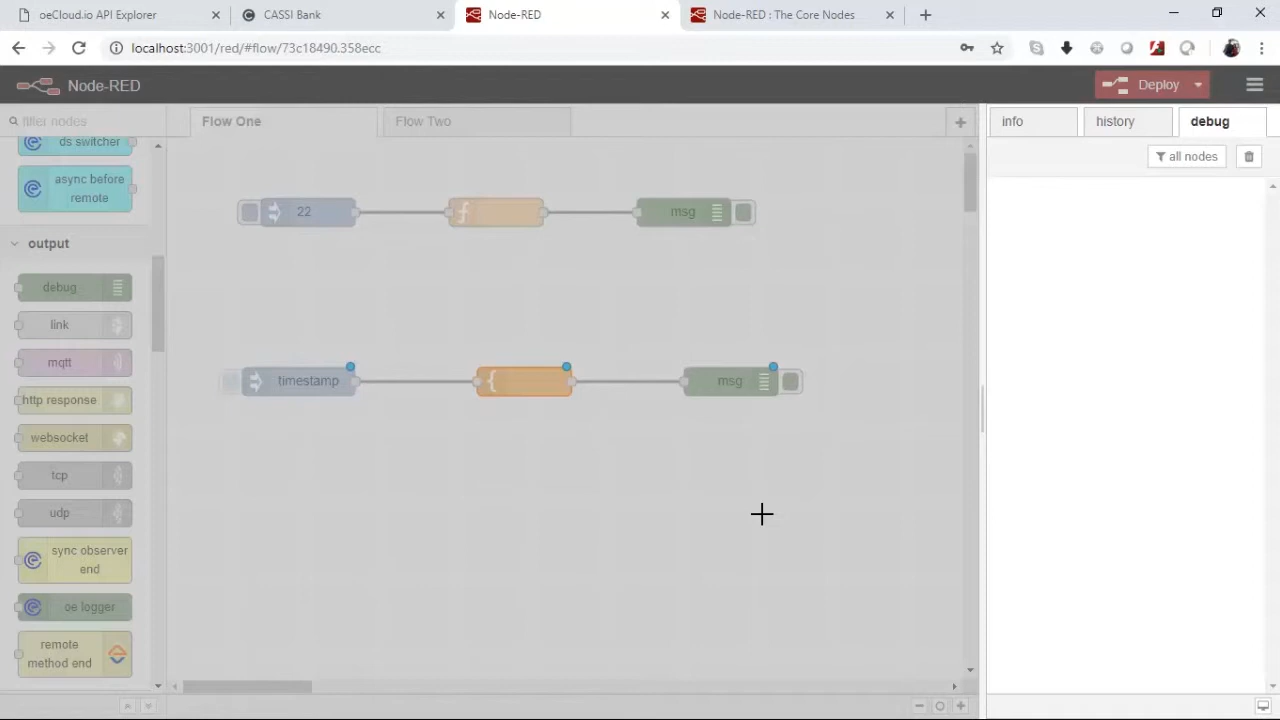 oeCloud.io API Explorer
CASSI Bank
Node-RED
Node-RED : The Core Nodes
localhost:3001/red/#flow/73c18490.358ecc
Node-RED
Deploy
filter nodes
Flow One
Flow Two
info
history
debug
all nodes
ds switcher
async before
remote
output
debug
link
mqtt
http response
websocket
tcp
udp
sync observer
end
oe logger
remote
method end
22
msg
timestamp
msg